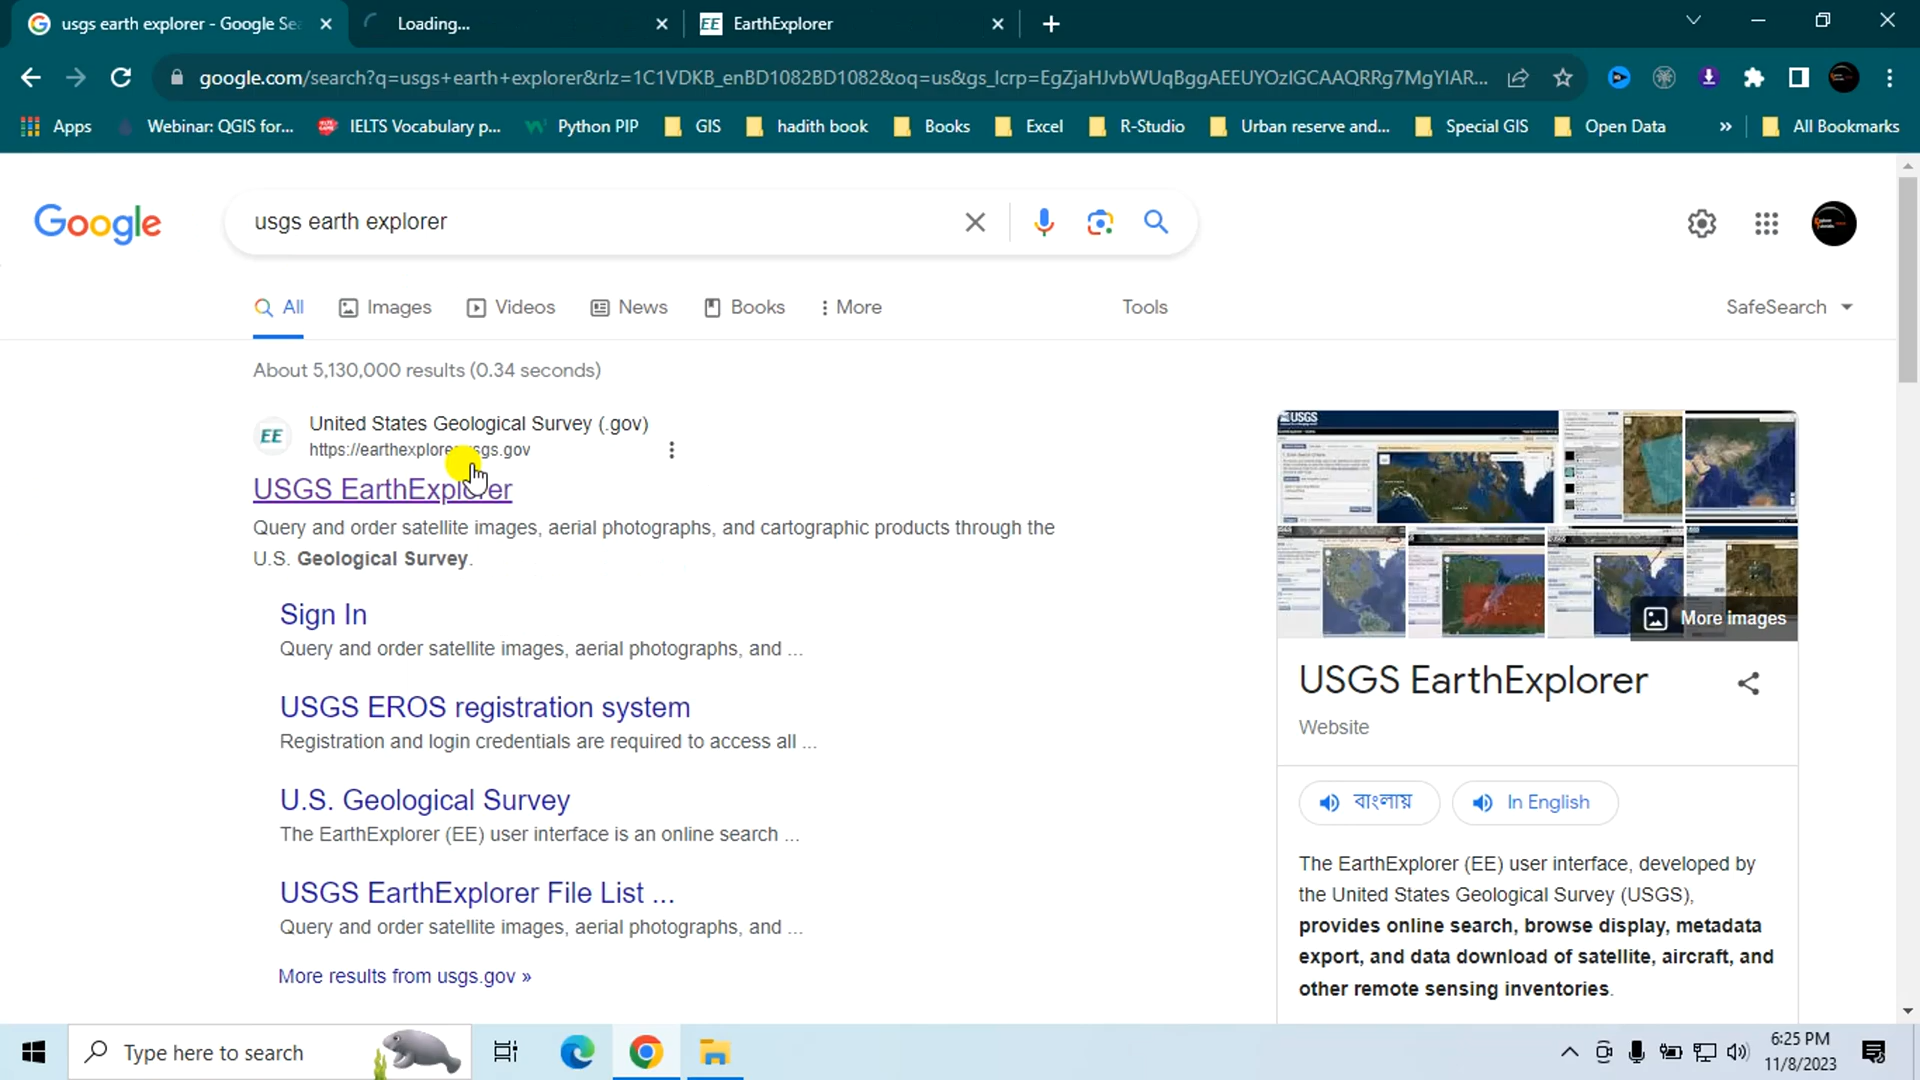 usgs earth explorer - Google Sea
Loading...
EE EarthExplorer
google.com/search?q=usgs+earth+explorer&rlz=1C1VDKB_enBD1082BD1082&oq=us&gs_lcrp=EgZjaHJvbWUqBggAEEUYOzIGCAAQRRg7MgYIAR...
Apps
Webinar: QGIS for...
IELTS Vocabulary p...
Python PIP
GIS
hadith book
Books
Excel
R-Studio
Urban reserve and...
Special GIS
Open Data
»
All Bookmarks
Google
usgs earth explorer
All
Images
Videos
News
Books
More
Tools
SafeSearch
About 5,130,000 results (0.34 seconds)
EE
United States Geological Survey (.gov)
https://earthexplorer.usgs.gov
USGS EarthExplorer
Query and order satellite images, aerial photographs, and cartographic products through the
U.S. Geological Survey.
Sign In
Query and order satellite images, aerial photographs, and ...
USGS EROS registration system
Registration and login credentials are required to access all ...
U.S. Geological Survey
The EarthExplorer (EE) user interface is an online search ...
USGS EarthExplorer File List ...
Query and order satellite images, aerial photographs, and ...
More results from usgs.gov »
USGS
More images
USGS EarthExplorer
Website
বাংলায়
In English
The EarthExplorer (EE) user interface, developed by
the United States Geological Survey (USGS),
provides online search, browse display, metadata
export, and data download of satellite, aircraft, and
other remote sensing inventories.
Type here to search
6:25 PM
11/8/2023